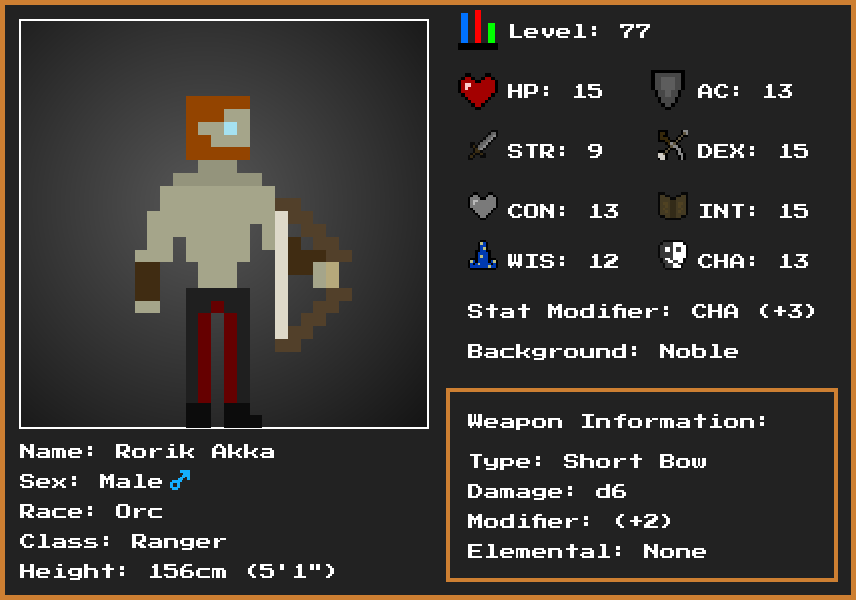 Level: 77
HP: 15
AC: 13
STR: 9
DEX: 15
CON: 13
INT: 15
WIS: 12
CHA: 13
Stat Modifier: CHA (+3)
Background: Noble
Weapon Information:
Type: Short Bow
Damage: d6
Modifier: (+2)
Elemental: None
Name: Rorik Akka
Sex: Male ♂
Race: Orc
Class: Ranger
Height: 156cm (5'1")